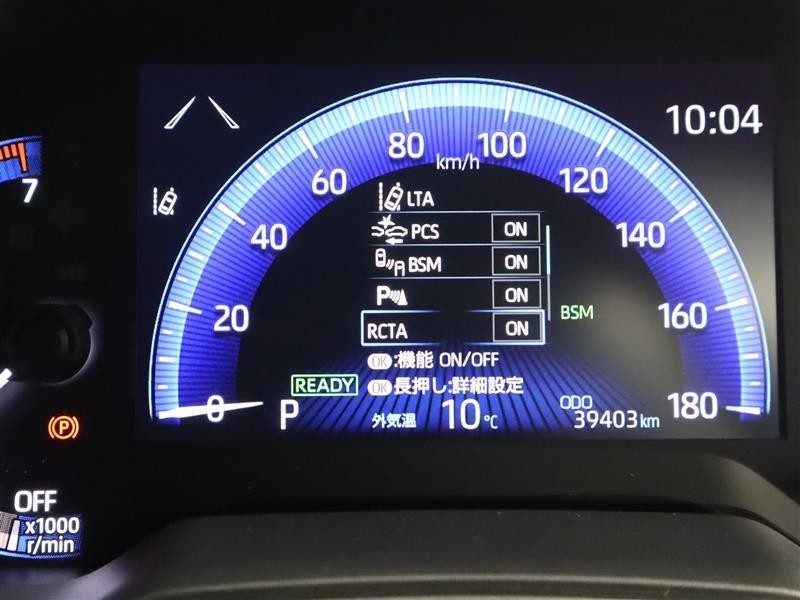 10:04
80
100
km/h
60
120
LTA
PCS ON
40
140
BSM ON
P ON
BSM
20
160
RCTA ON
OK:機能 ON/OFF
READY
OK長押し:詳細設定
0
P
外気温 10℃
ODO
39403km
180
7
P
OFF
x1000
r/min